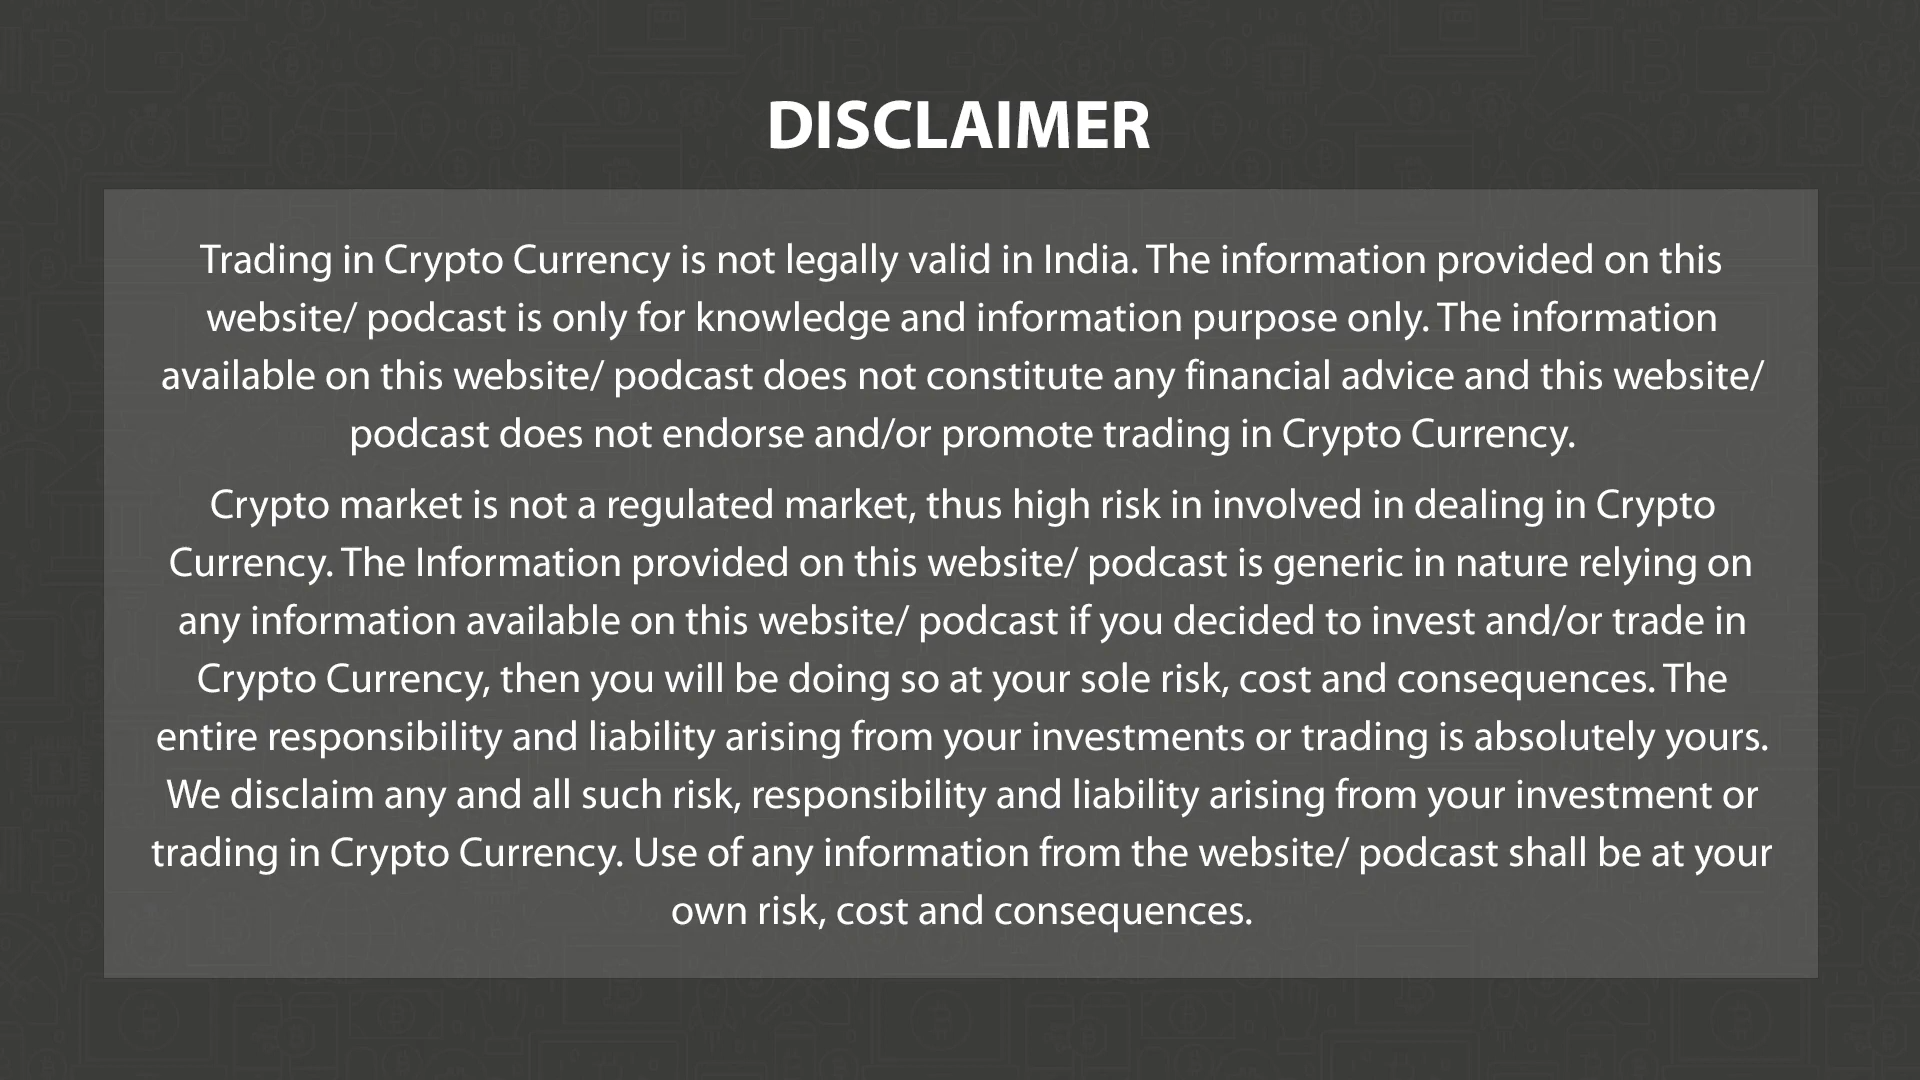 DISCLAIMER
Trading in Crypto Currency is not legally valid in India. The information provided on this
website/ podcast is only for knowledge and information purpose only. The information
available on this website/ podcast does not constitute any financial advice and this website/
podcast does not endorse and/or promote trading in Crypto Currency.
Crypto market is not a regulated market, thus high risk in involved in dealing in Crypto
Currency. The Information provided on this website/ podcast is generic in nature relying on
any information available on this website/ podcast if you decided to invest and/or trade in
Crypto Currency, then you will be doing so at your sole risk, cost and consequences. The
entire responsibility and liability arising from your investments or trading is absolutely yours.
We disclaim any and all such risk, responsibility and liability arising from your investment or
trading in Crypto Currency. Use of any information from the website/ podcast shall be at your
own risk, cost and consequences.